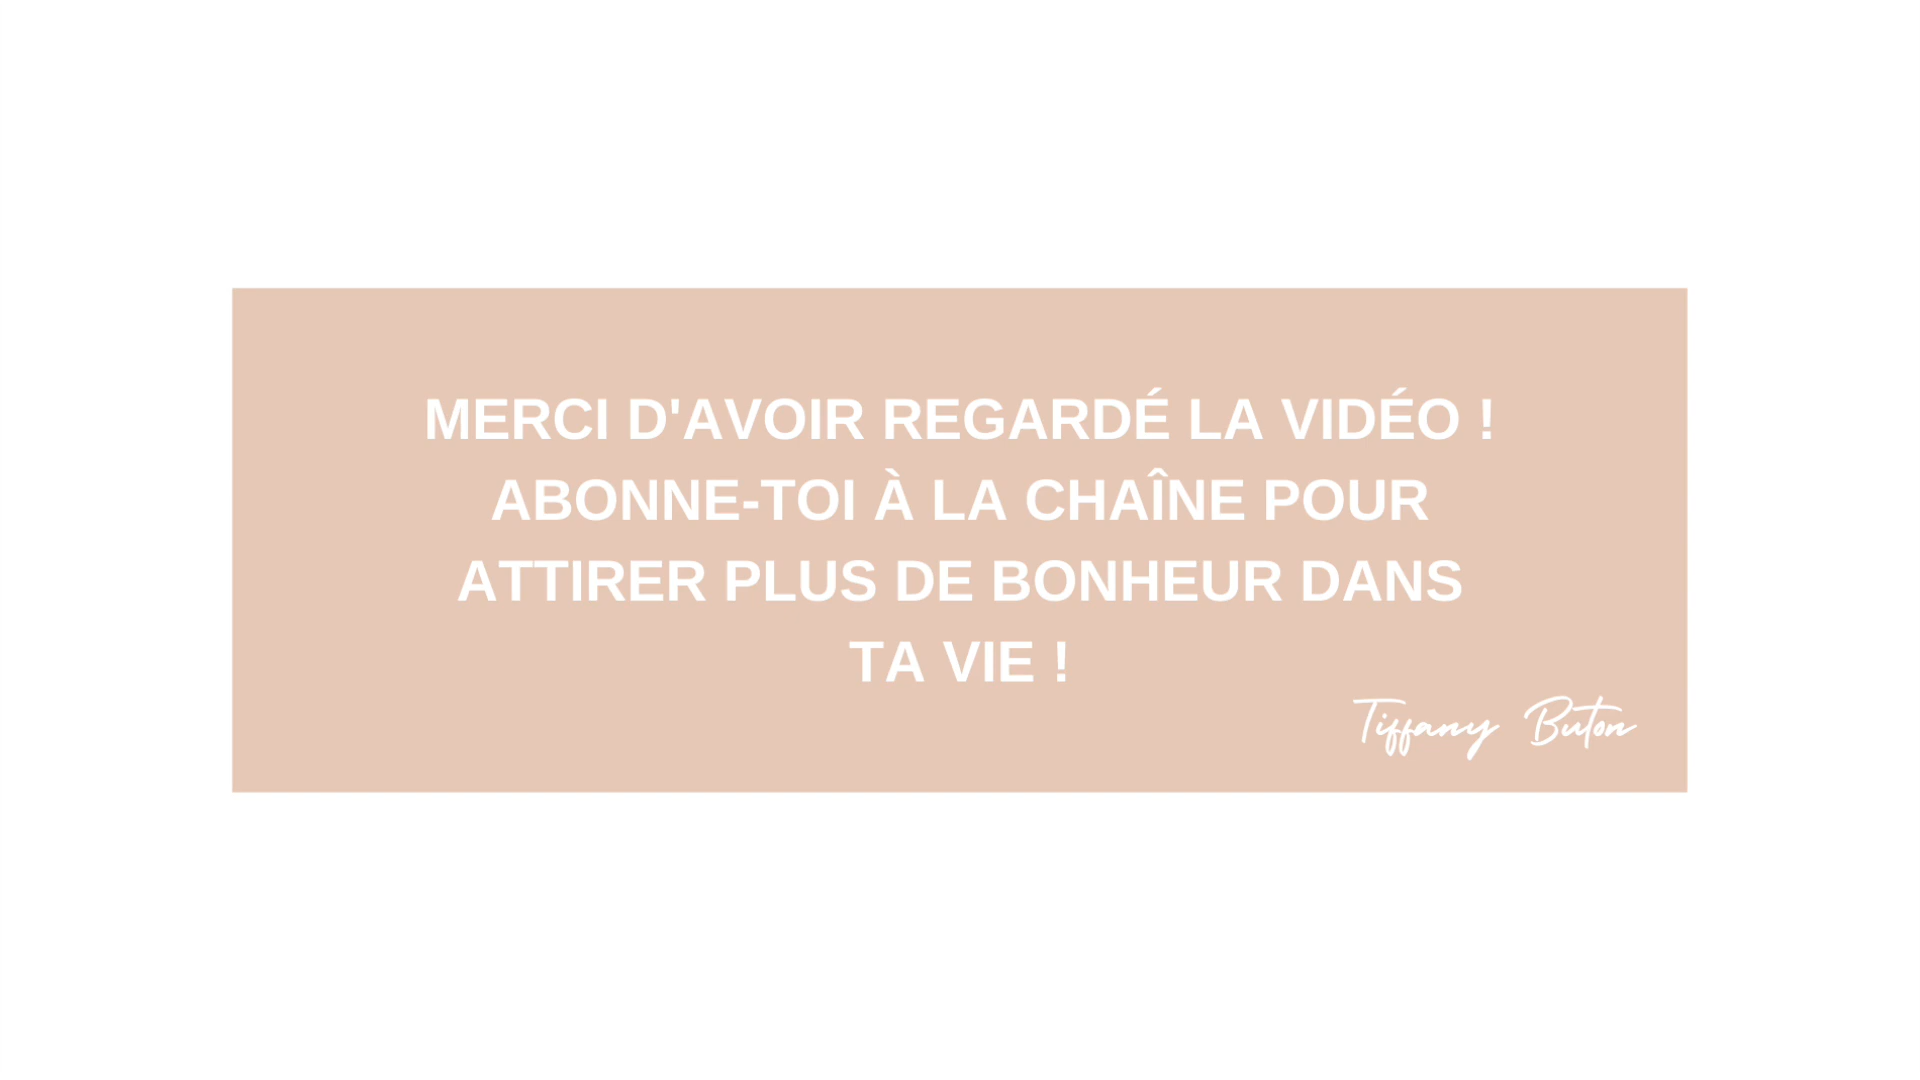 MERCI D'AVOIR REGARDÉ LA VIDÉO !
ABONNE-TOI À LA CHAÎNE POUR
ATTIRER PLUS DE BONHEUR DANS
TA VIE !
Tiffany Buton